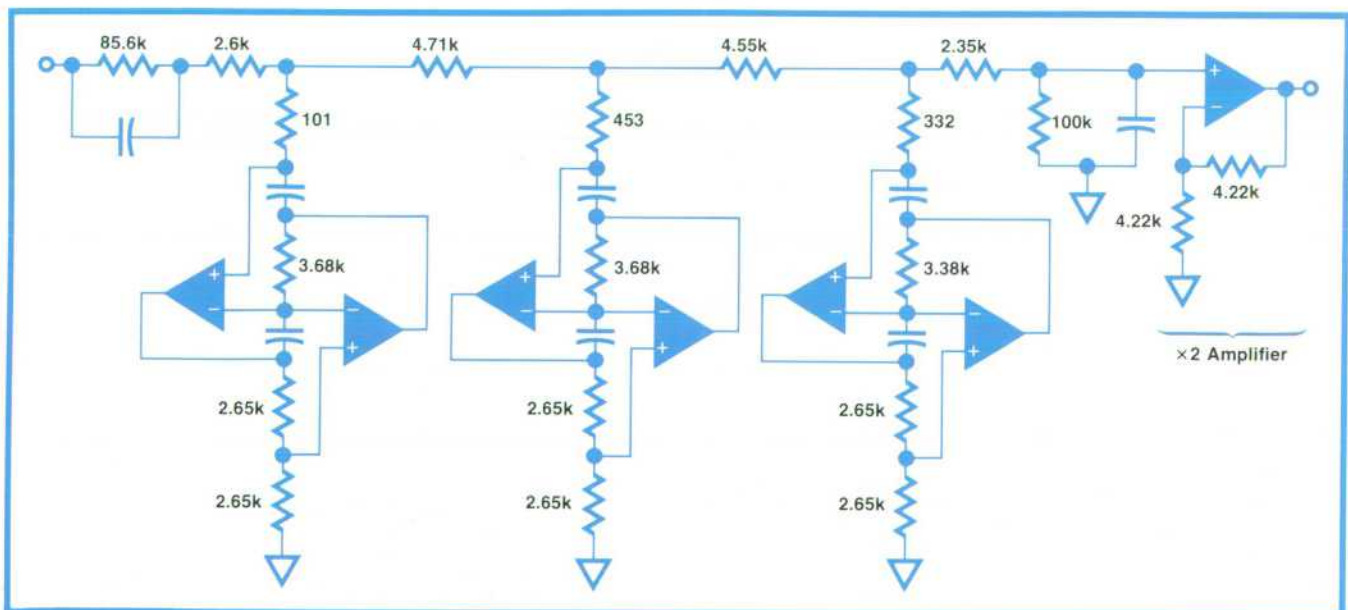 85.6k 2.6k 4.71k 4.55k 2.35k
101 453 332 100k
+
−
4.22k
4.22k
3.68k 3.68k 3.38k
+ + +
− − − − − −
+ + +
×2 Amplifier
2.65k 2.65k 2.65k
2.65k 2.65k 2.65k